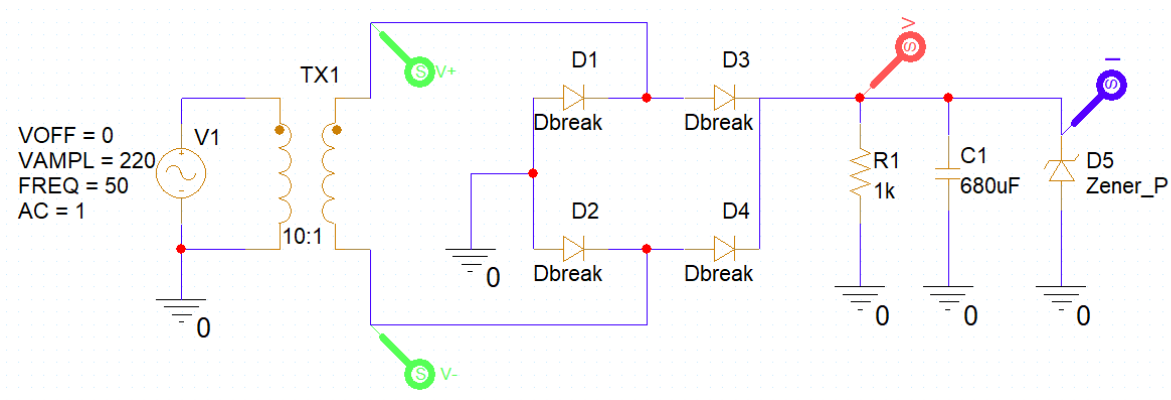 VOFF = 0
VAMPL = 220
FREQ = 50
AC = 1
V1
0
TX1
10:1
V+
V-
D1
Dbreak
D3
Dbreak
D2
Dbreak
D4
Dbreak
0
V
S
I
S
S
S
R1
1k
0
C1
680uF
0
D5
Zener_P
0